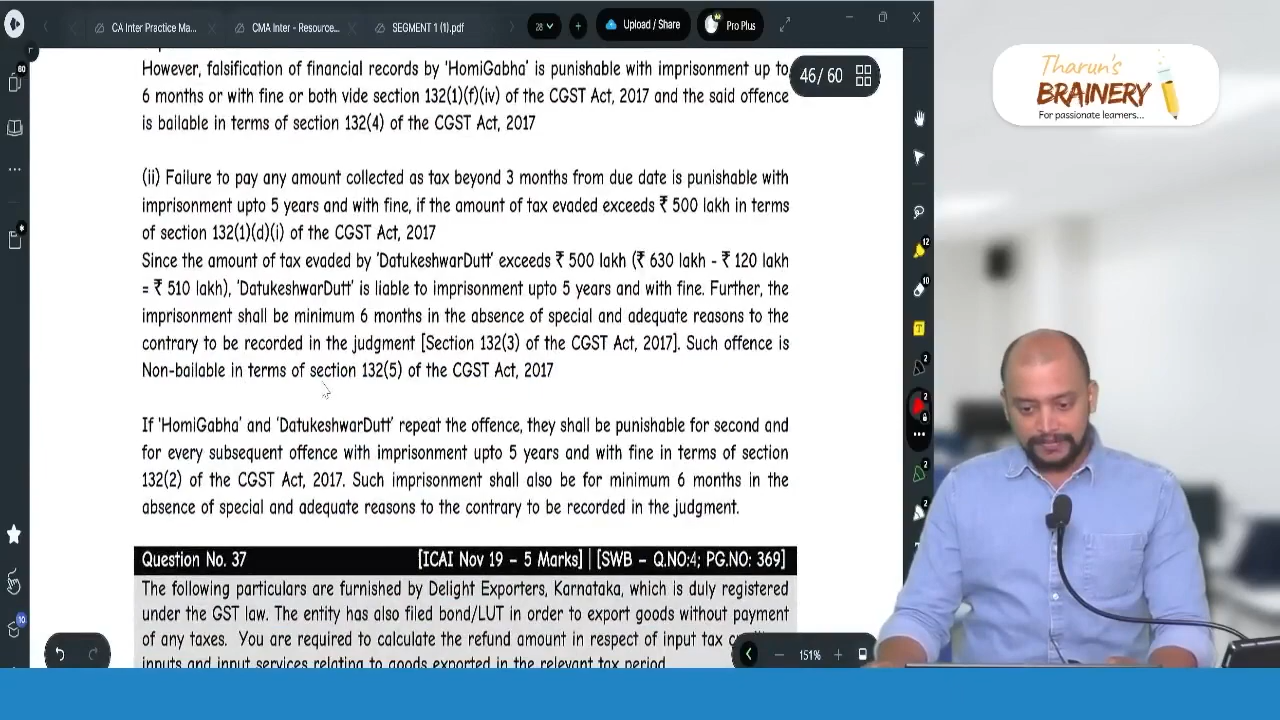 CA Inter Practice Ma...
CMA Inter - Resource...
SEGMENT 1 (1).pdf
28
Upload / Share
Pro Plus
However, falsification of financial records by 'HomiGabha' is punishable with imprisonment up to
6 months or with fine or both vide section 132(1)(f)(iv) of the CGST Act, 2017 and the said offence
is bailable in terms of section 132(4) of the CGST Act, 2017
46/60
Tharun's
BRAINERY
For passionate learners...
(ii) Failure to pay any amount collected as tax beyond 3 months from due date is punishable with
imprisonment upto 5 years and with fine, if the amount of tax evaded exceeds ₹ 500 lakh in terms
of section 132(1)(d)(i) of the CGST Act, 2017
Since the amount of tax evaded by 'DatukeshwarDutt' exceeds ₹ 500 lakh (₹ 630 lakh - ₹ 120 lakh
= ₹ 510 lakh), 'DatukeshwarDutt' is liable to imprisonment upto 5 years and with fine. Further, the
imprisonment shall be minimum 6 months in the absence of special and adequate reasons to the
contrary to be recorded in the judgment [Section 132(3) of the CGST Act, 2017]. Such offence is
Non-bailable in terms of section 132(5) of the CGST Act, 2017
If 'HomiGabha' and 'DatukeshwarDutt' repeat the offence, they shall be punishable for second and
for every subsequent offence with imprisonment upto 5 years and with fine in terms of section
132(2) of the CGST Act, 2017. Such imprisonment shall also be for minimum 6 months in the
absence of special and adequate reasons to the contrary to be recorded in the judgment.
Question No. 37 [ICAI Nov 19 – 5 Marks] | [SWB – Q.NO:4; PG.NO: 369]
The following particulars are furnished by Delight Exporters, Karnataka, which is duly registered
under the GST law. The entity has also filed bond/LUT in order to export goods without payment
of any taxes. You are required to calculate the refund amount in respect of input tax
inputs and input services relating to goods exported in the relevant tax period.
151%